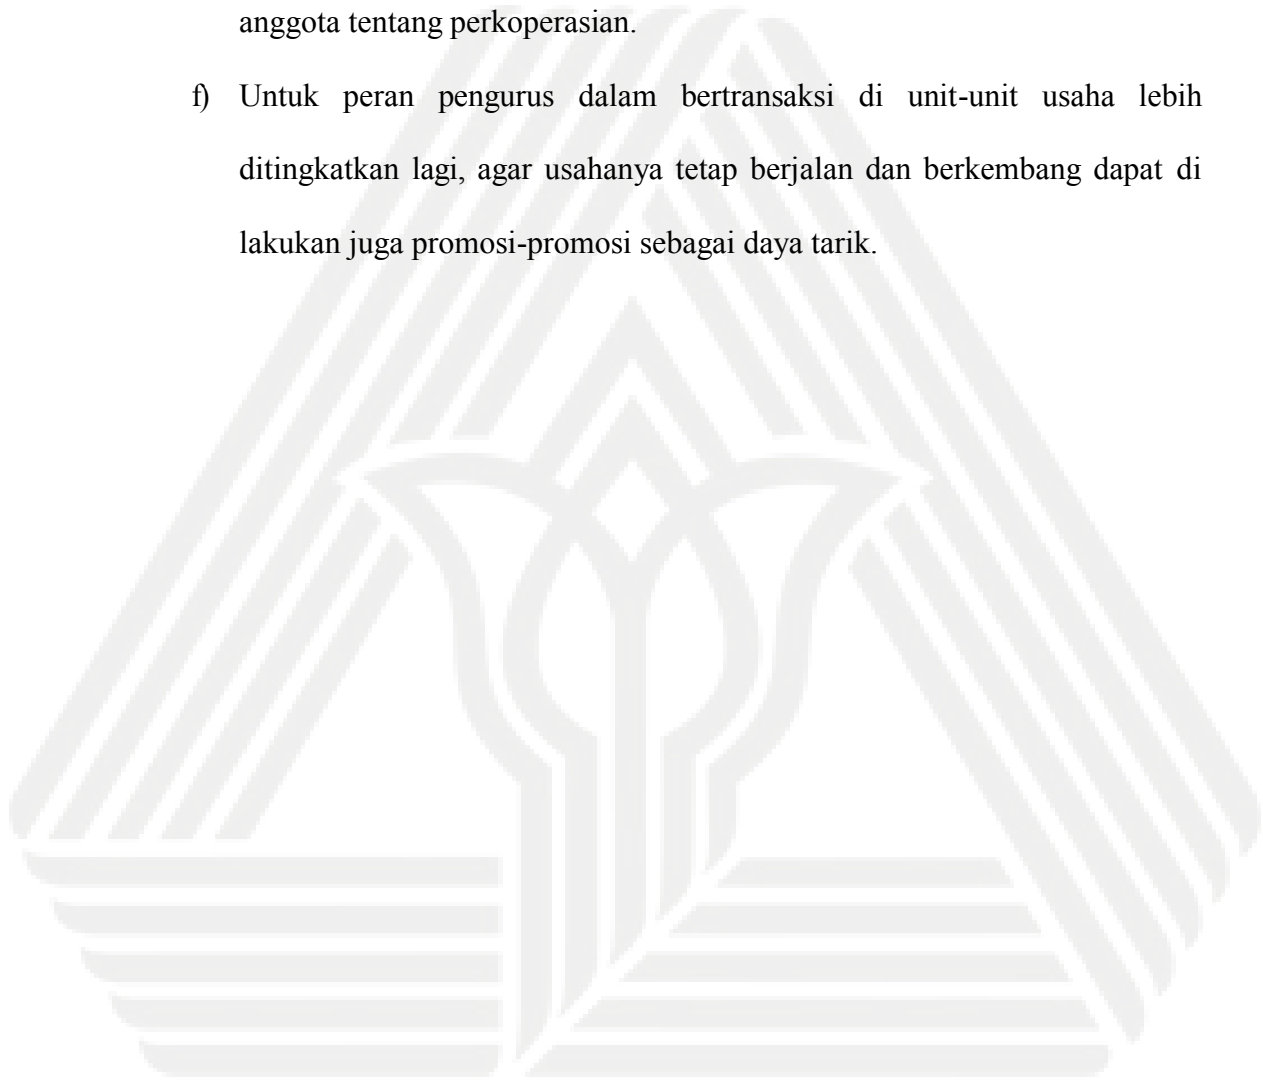 anggota tentang perkoperasian.
f) Untuk peran pengurus dalam bertransaksi di unit-unit usaha lebih
ditingkatkan lagi, agar usahanya tetap berjalan dan berkembang dapat di
lakukan juga promosi-promosi sebagai daya tarik.